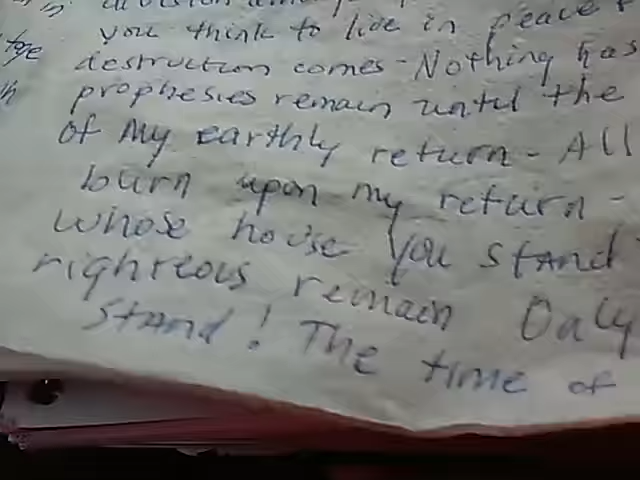 you think to live in peace
destruction comes - Nothing has
prophesies remain until the
of My earthly return - All
burn upon my return -
whose house you stand
righteous remain Only
stand! The time of